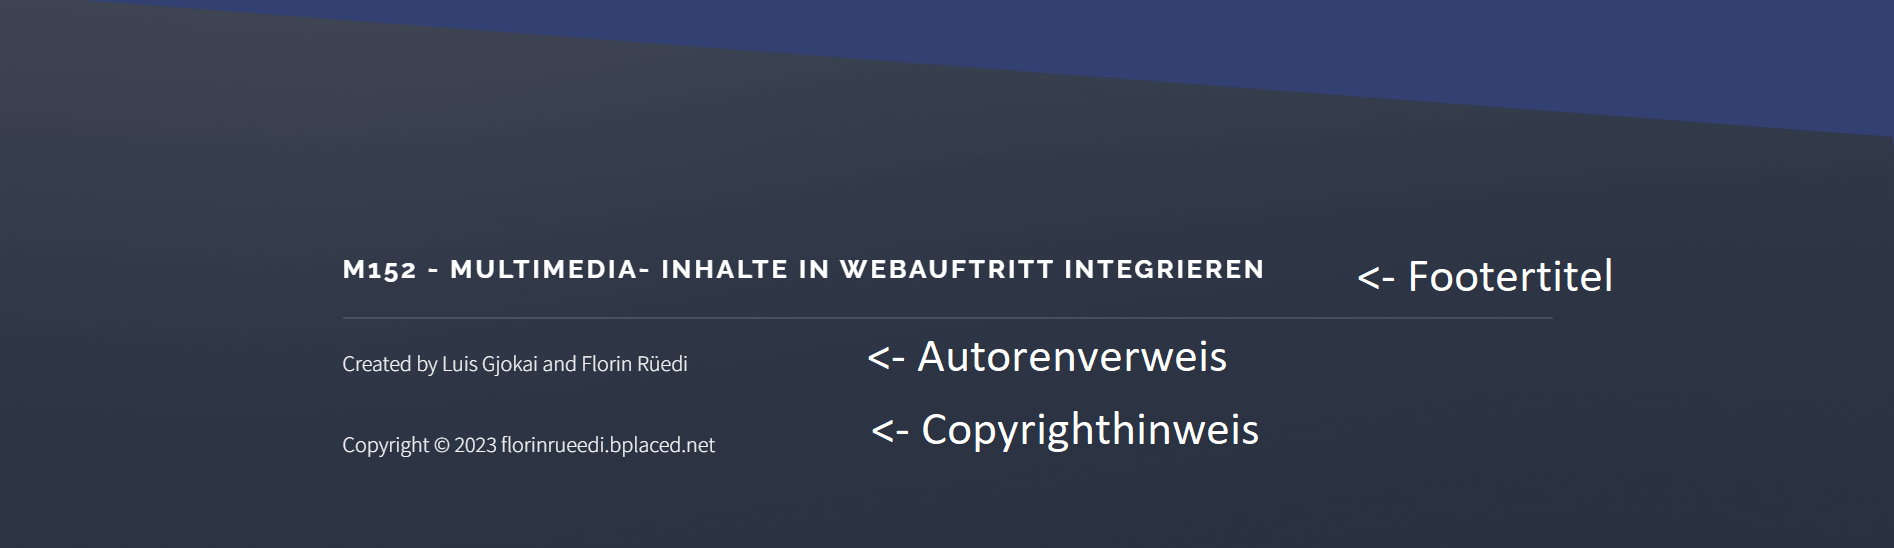 M152 - MULTIMEDIA- INHALTE IN WEBAUFTRITT INTEGRIEREN <- Footertitel
Created by Luis Gjokai and Florin Rüedi <- Autorenverweis
Copyright © 2023 florinrueedi.bplaced.net <- Copyrighthinweis